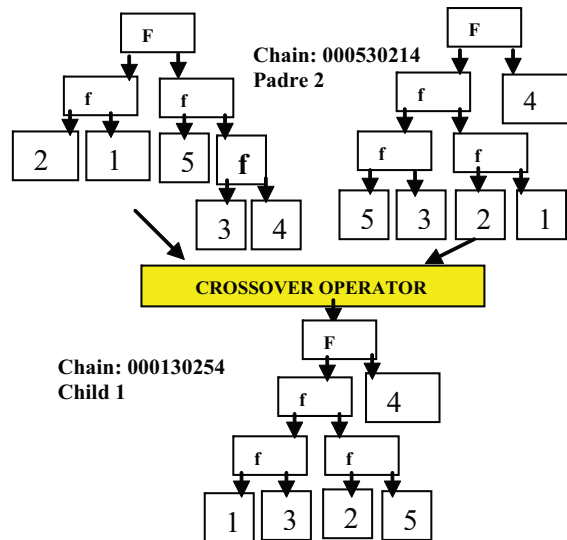 F
f f
2 1 5 f
3 4
Chain: 000530214
Padre 2
F
f 4
f f
5 3 2 1
CROSSOVER OPERATOR
Chain: 000130254
Child 1
F
f 4
f f
1 3 2 5